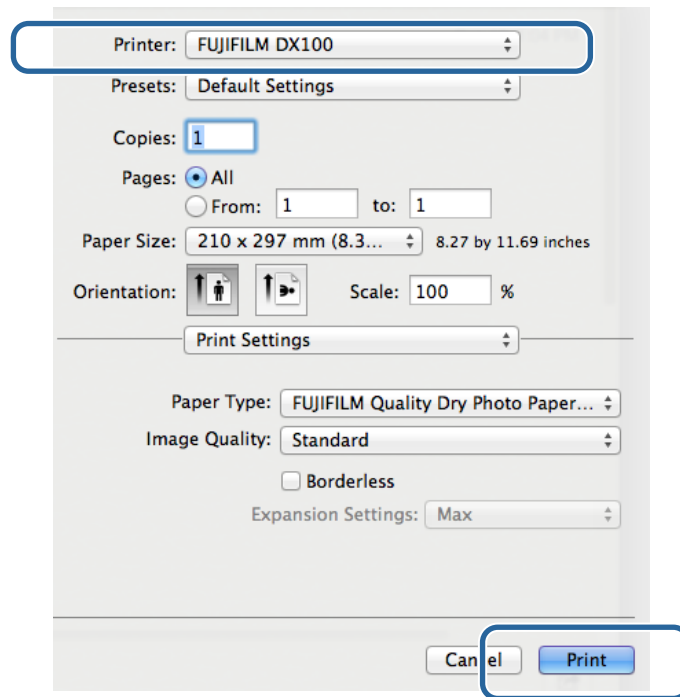 Printer: FUJIFILM DX100
Presets: Default Settings
Copies: 1
Pages: All
From: 1 to: 1
Paper Size: 210 x 297 mm (8.3... 8.27 by 11.69 inches
Orientation: Scale: 100 %
Print Settings
Paper Type: FUJIFILM Quality Dry Photo Paper...
Image Quality: Standard
Borderless
Expansion Settings: Max
Cancel Print